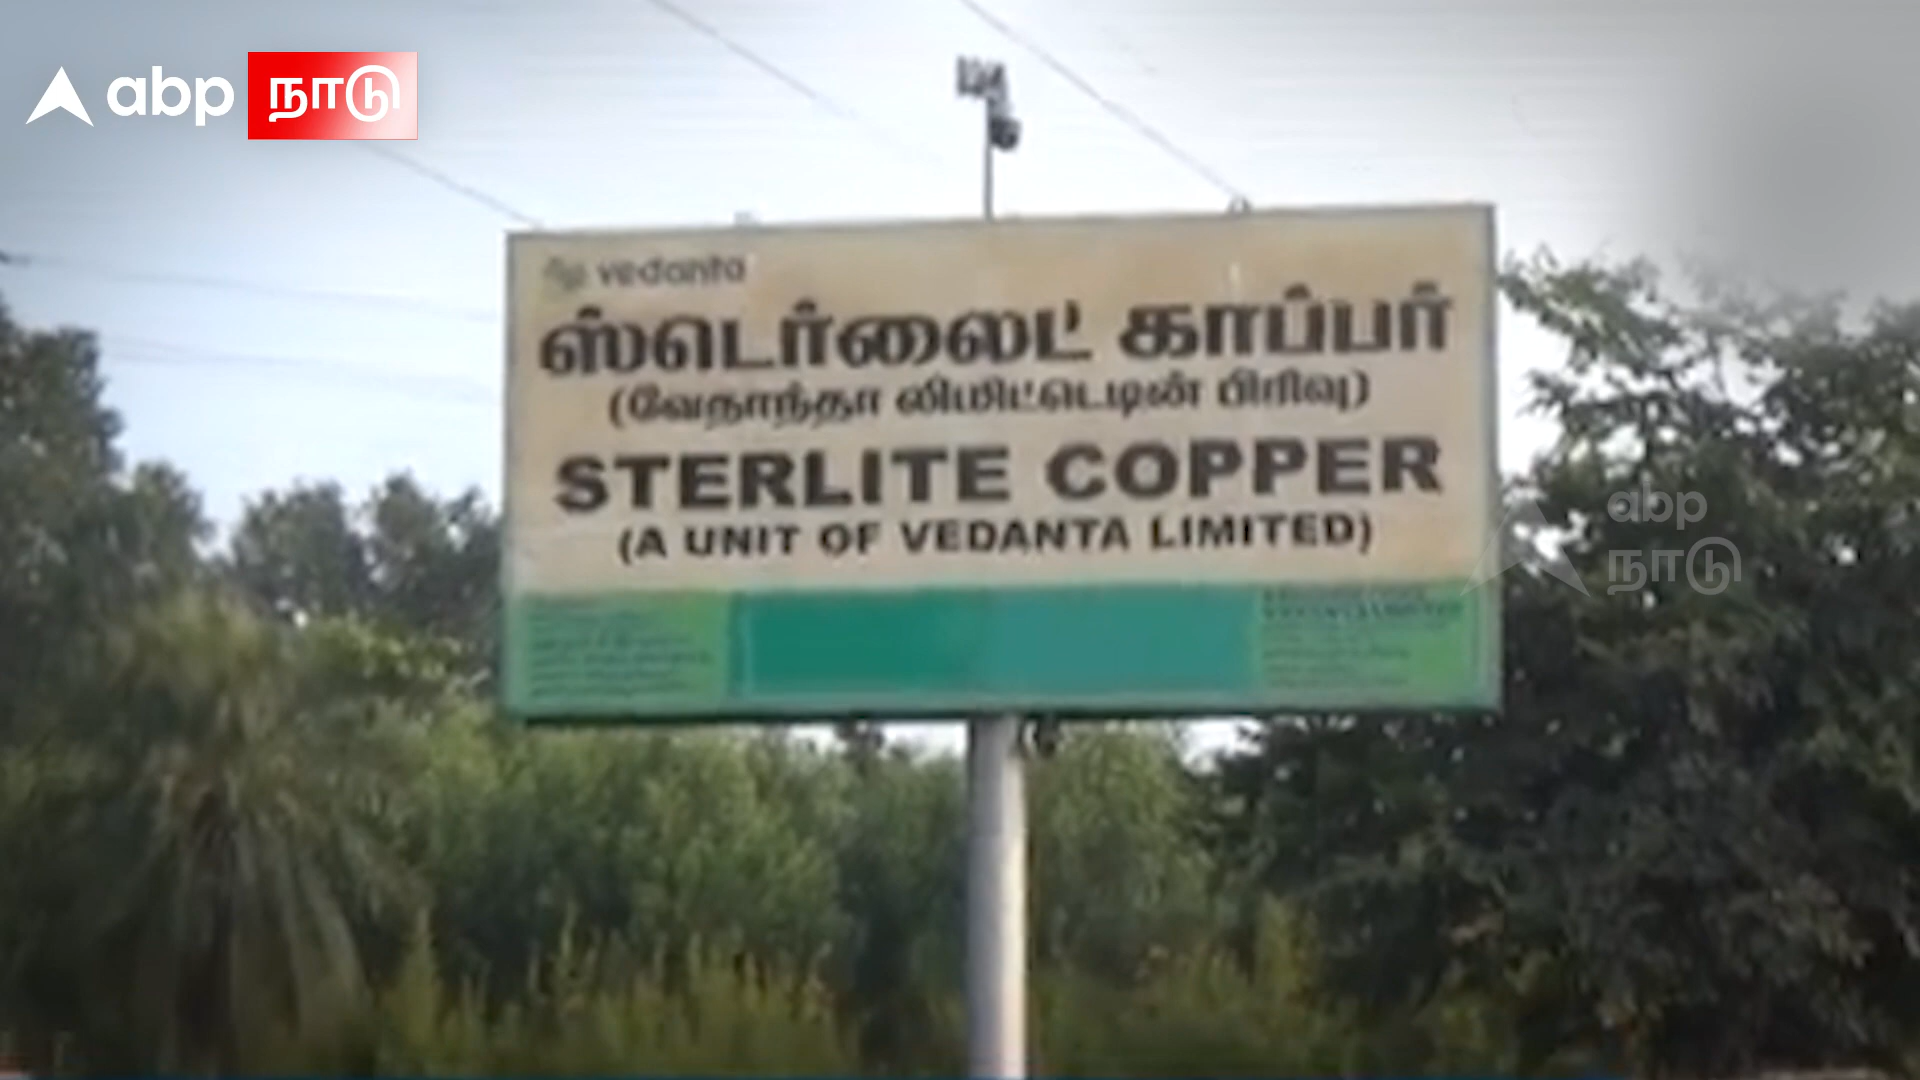 abp நாடு
vedanta
ஸ்டெர்லைட் காப்பர்
(வேதாந்தா லிமிட்டெடின் பிரிவு)
STERLITE COPPER
(A UNIT OF VEDANTA LIMITED)
abp
நாடு